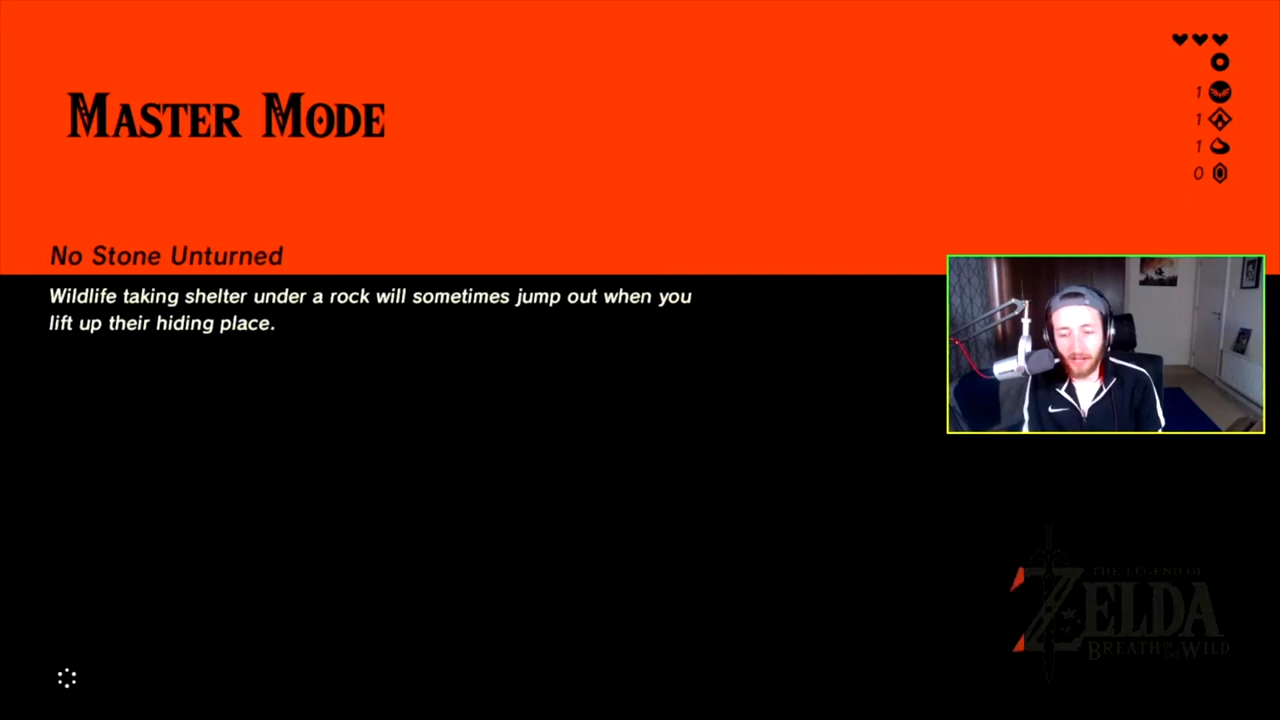 MASTER MODE
1
1
1
0
No Stone Unturned
Wildlife taking shelter under a rock will sometimes jump out when you
lift up their hiding place.
THE LEGEND OF
ZELDA
BREATH OF THE WILD